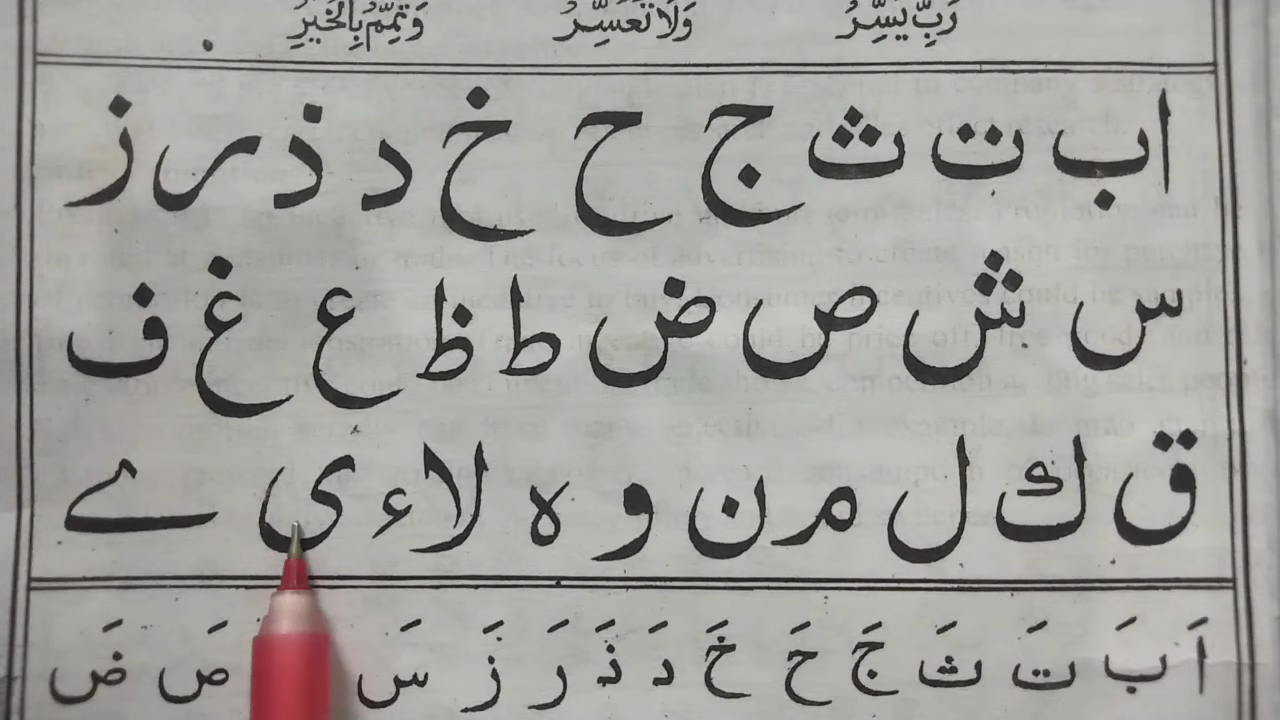 رَبِّ يَسِّرْ وَلَا تُعَسِّرْ وَتَمِّمْ بِالْخَيْرِ
ا ب ت ث ج ح خ د ذ ر ز
س ش ص ض ط ظ ع غ ف
ق ك ل م ن و ه لا ء ی ے
اَ بَ تَ ثَ جَ حَ خَ دَ ذَ رَ زَ سَ صَ ضَ